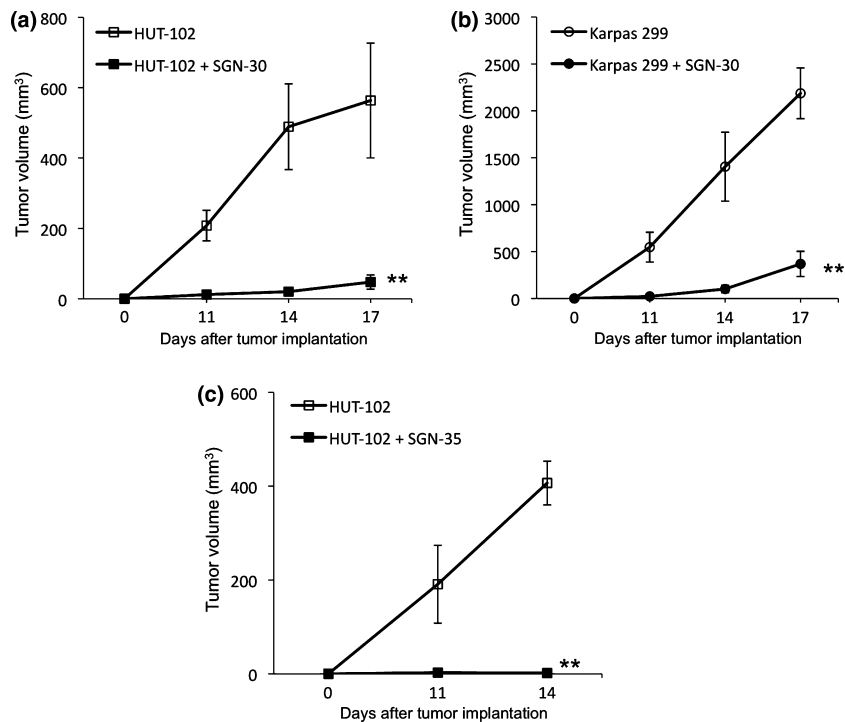 (a)
800
600
400
200
0
Tumor volume (mm³)
HUT-102
HUT-102 + SGN-30
**
0 11 14 17
Days after tumor implantation
(b)
3000
2500
2000
1500
1000
500
0
Tumor volume (mm³)
Karpas 299
Karpas 299 + SGN-30
**
0 11 14 17
Days after tumor implantation
(c)
600
400
200
0
Tumor volume (mm³)
HUT-102
HUT-102 + SGN-35
**
0 11 14
Days after tumor implantation